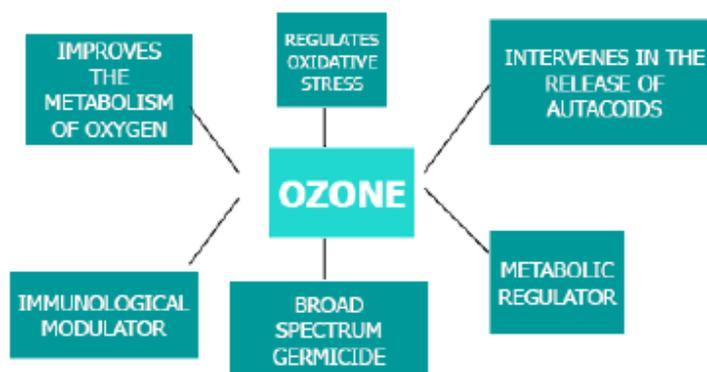 IMPROVES
THE
METABOLISM
OF OXYGEN
REGULATES
OXIDATIVE
STRESS
INTERVENES IN THE
RELEASE OF
AUTACOIDS
OZONE
IMMUNOLOGICAL
MODULATOR
BROAD
SPECTRUM
GERMICIDE
METABOLIC
REGULATOR